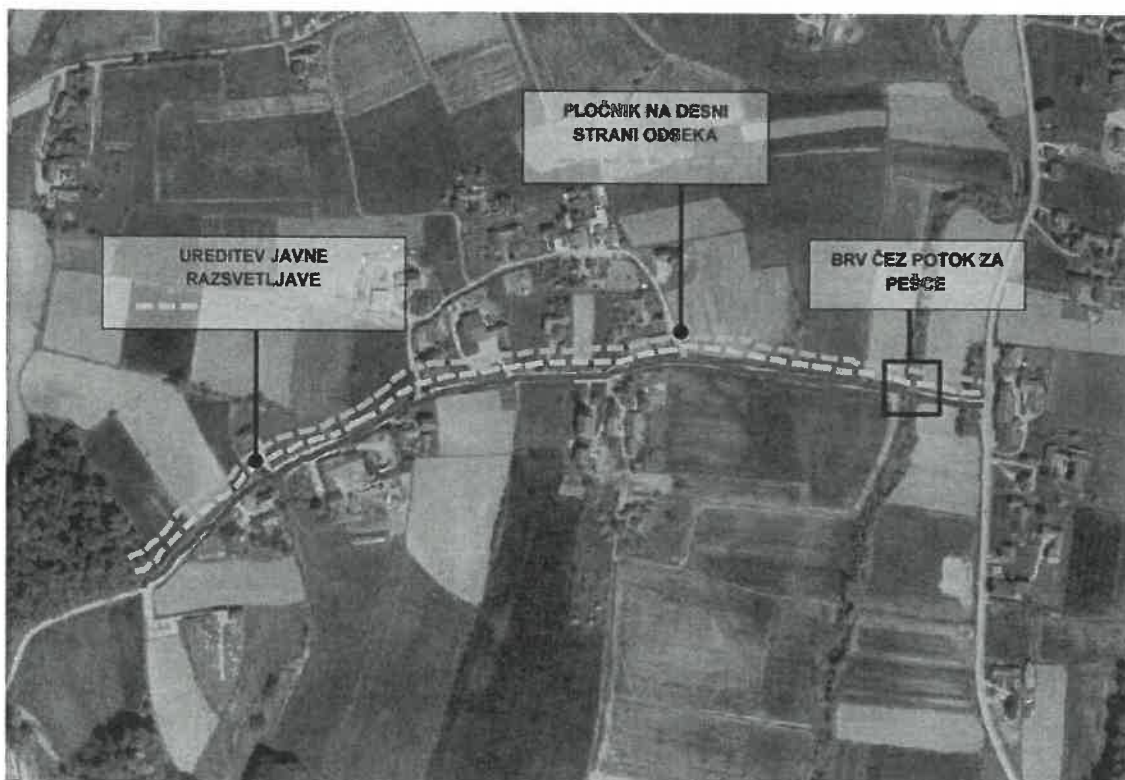 PLOČNIK NA DESNI
STRANI ODSEKA
UREDITEV JAVNE
RAZSVETLJAVE
BRV ČEZ POTOK ZA
PEŠCE